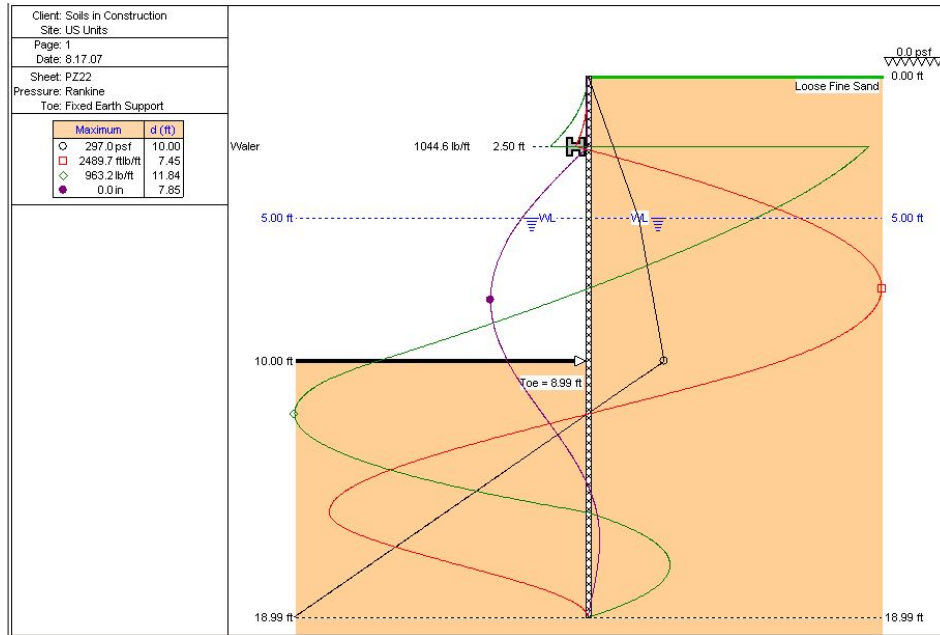 Client: Soils in Construction
Site: US Units
Page: 1
Date: 8.17.07
Sheet: PZ22
Pressure: Rankine
Toe: Fixed Earth Support
Maximum d (ft)
297.0 psf 10.00
2489.7 ftlb/ft 7.45
963.2 lb/ft 11.84
0.0 in 7.85
0.0 psf
0.00 ft
Loose Fine Sand
Waler 1044.6 lb/ft 2.50 ft
5.00 ft WL WL 5.00 ft
10.00 ft
Toe = 8.99 ft
18.99 ft 18.99 ft